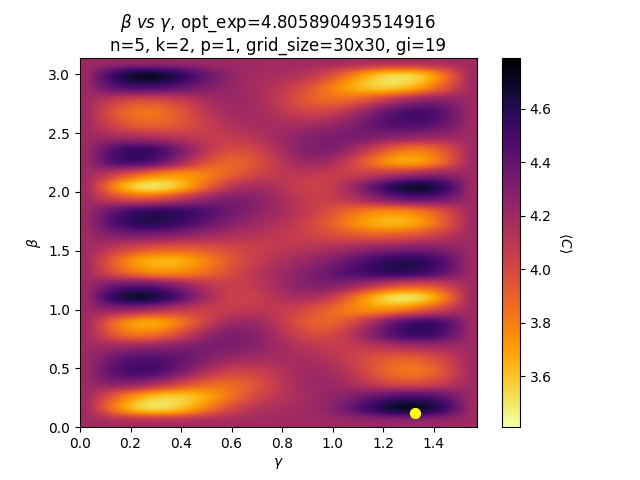 β vs γ, opt_exp=4.805890493514916
n=5, k=2, p=1, grid_size=30x30, gi=19
3.0
2.5
2.0
1.5
1.0
0.5
0.0
β
0.0 0.2 0.4 0.6 0.8 1.0 1.2 1.4
γ
4.6
4.4
4.2
4.0
3.8
3.6
⟨C⟩